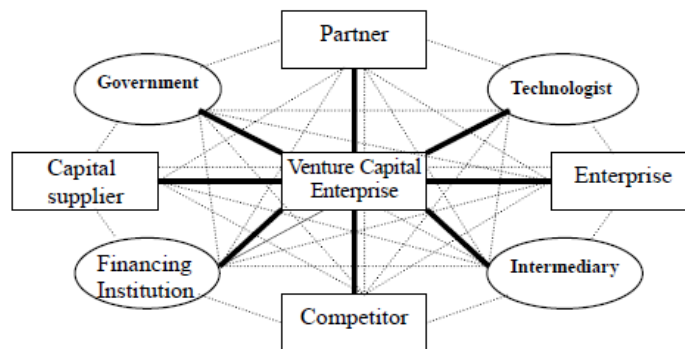 Partner
Government
Technologist
Capital
supplier
Venture Capital
Enterprise
Enterprise
Financing
Institution
Intermediary
Competitor